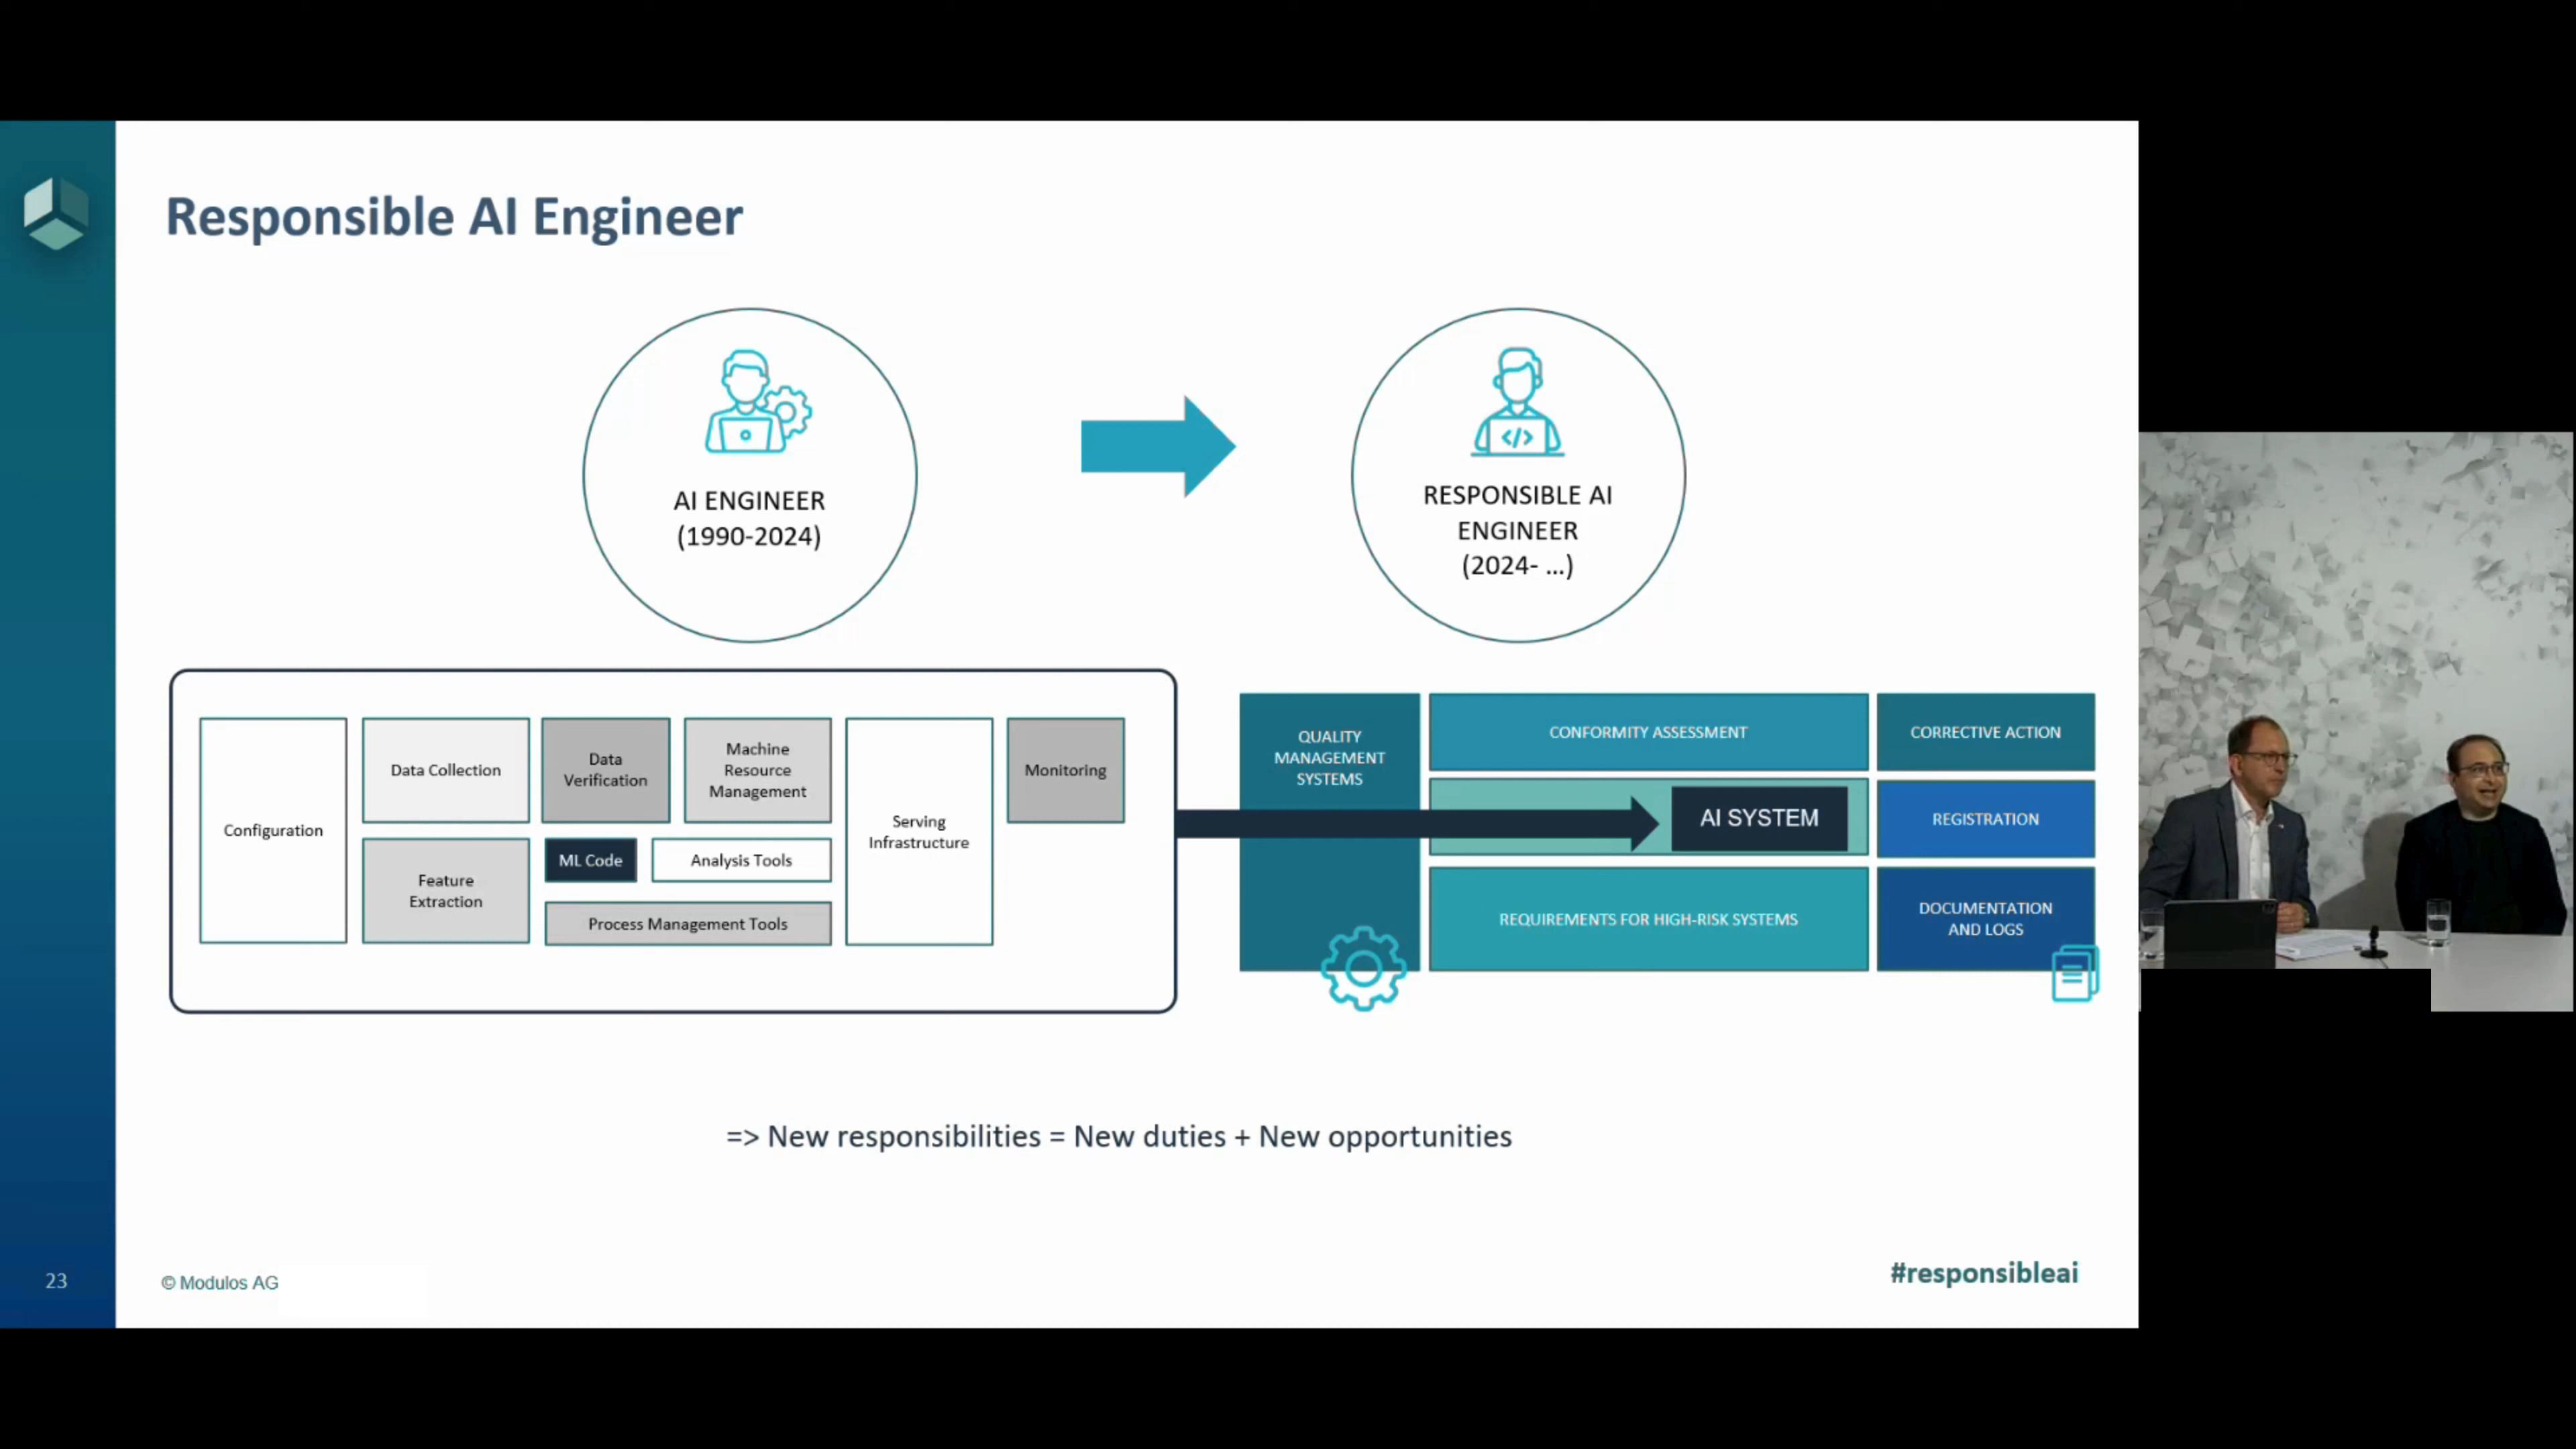 Responsible AI Engineer
AI ENGINEER
(1990-2024)
RESPONSIBLE AI
ENGINEER
(2024- ...)
Configuration
Data Collection
Data
Verification
Machine
Resource
Management
Serving
Infrastructure
Monitoring
Feature
Extraction
ML Code
Analysis Tools
Process Management Tools
QUALITY
MANAGEMENT
SYSTEMS
CONFORMITY ASSESSMENT
CORRECTIVE ACTION
AI SYSTEM
REGISTRATION
REQUIREMENTS FOR HIGH-RISK SYSTEMS
DOCUMENTATION
AND LOGS
</>
=> New responsibilities = New duties + New opportunities
23
© Modulos AG
#responsibleai